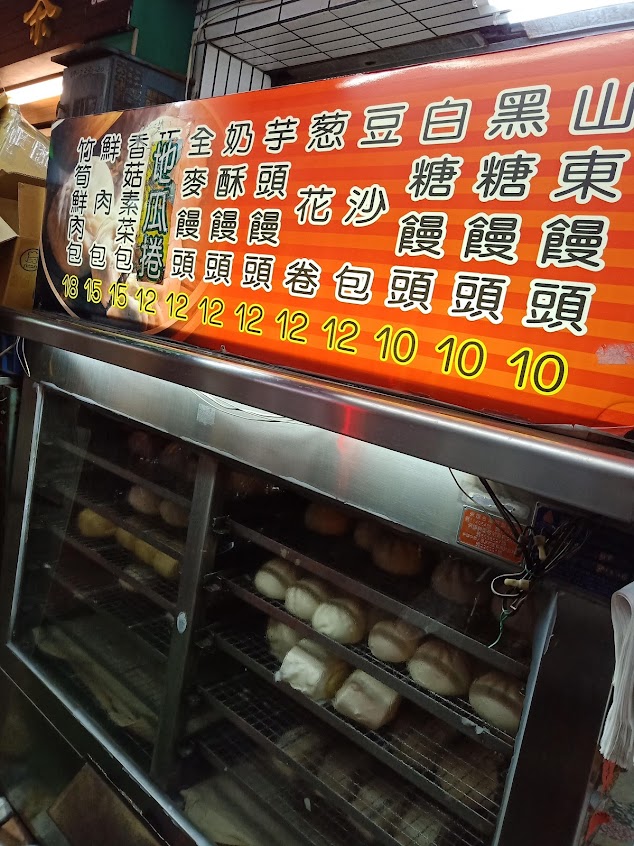 山東饅頭
10
黑糖饅頭
10
白糖饅頭
10
豆沙包
12
葱花卷
12
芋頭饅頭
12
奶酥饅頭
12
全麥饅頭
12
地瓜捲
12
香菇素菜包
15
鮮肉包
15
竹筍鮮肉包
18